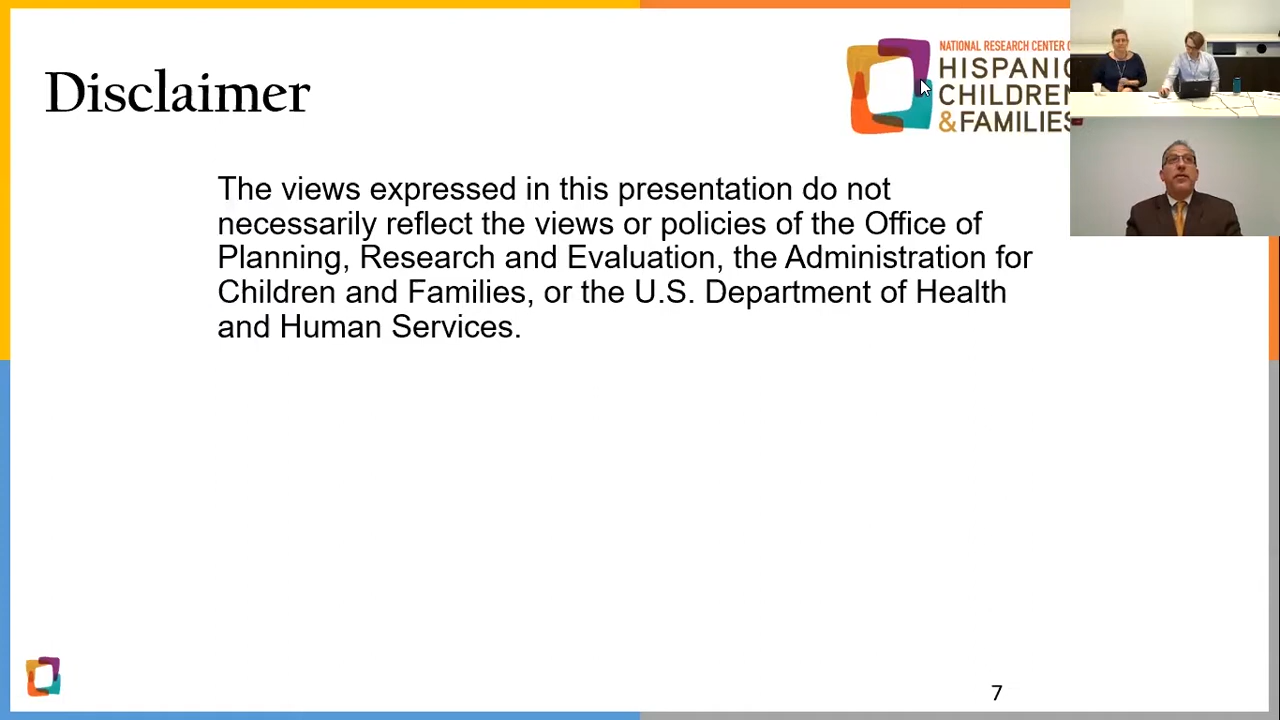 Disclaimer
NATIONAL RESEARCH CENTER
HISPANIC
CHILDREN
&FAMILIES
The views expressed in this presentation do not
necessarily reflect the views or policies of the Office of
Planning, Research and Evaluation, the Administration for
Children and Families, or the U.S. Department of Health
and Human Services.
7